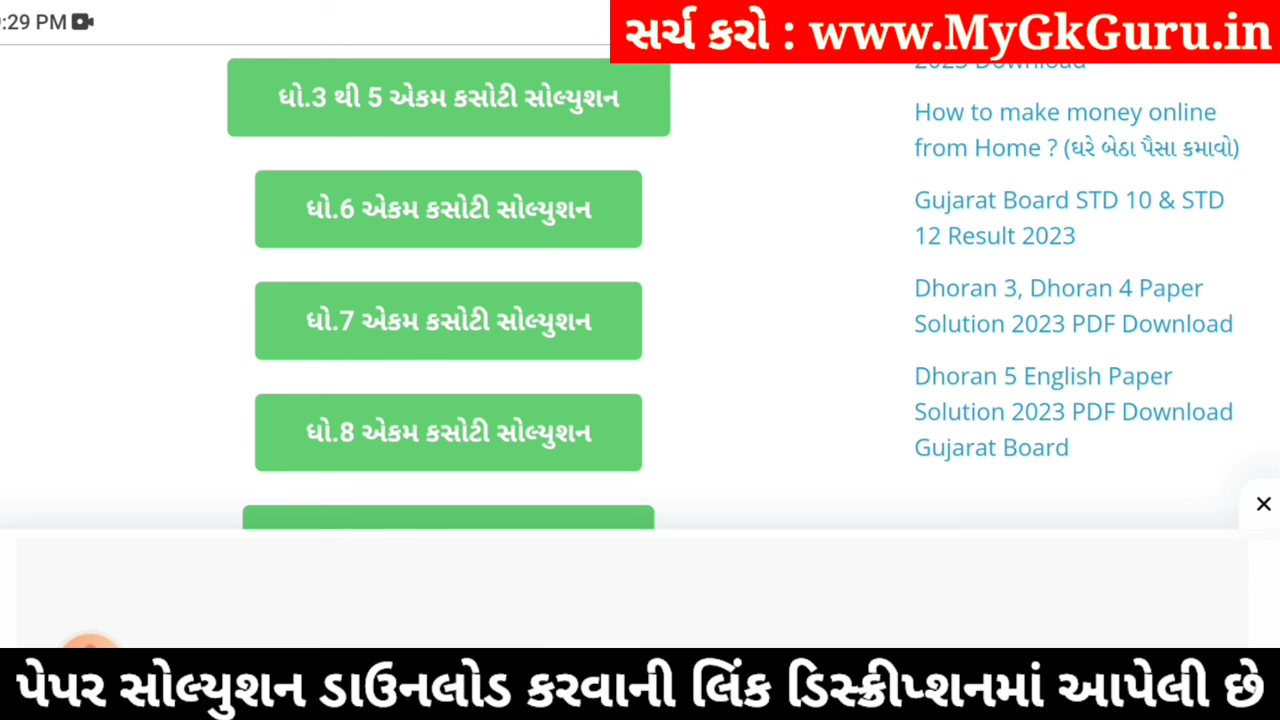 :29 PM
સર્ચ કરો : www.MyGkGuru.in
ધો.3 થી 5 એકમ કસોટી સોલ્યુશન
ધો.6 એકમ કસોટી સોલ્યુશન
ધો.7 એકમ કસોટી સોલ્યુશન
ધો.8 એકમ કસોટી સોલ્યુશન
2023 Download
How to make money online
from Home ? (ઘરે બેઠા પૈસા કમાવો)
Gujarat Board STD 10 & STD
12 Result 2023
Dhoran 3, Dhoran 4 Paper
Solution 2023 PDF Download
Dhoran 5 English Paper
Solution 2023 PDF Download
Gujarat Board
પેપર સોલ્યુશન ડાઉનલોડ કરવાની લિંક ડિસ્ક્રીપ્શનમાં આપેલી છે